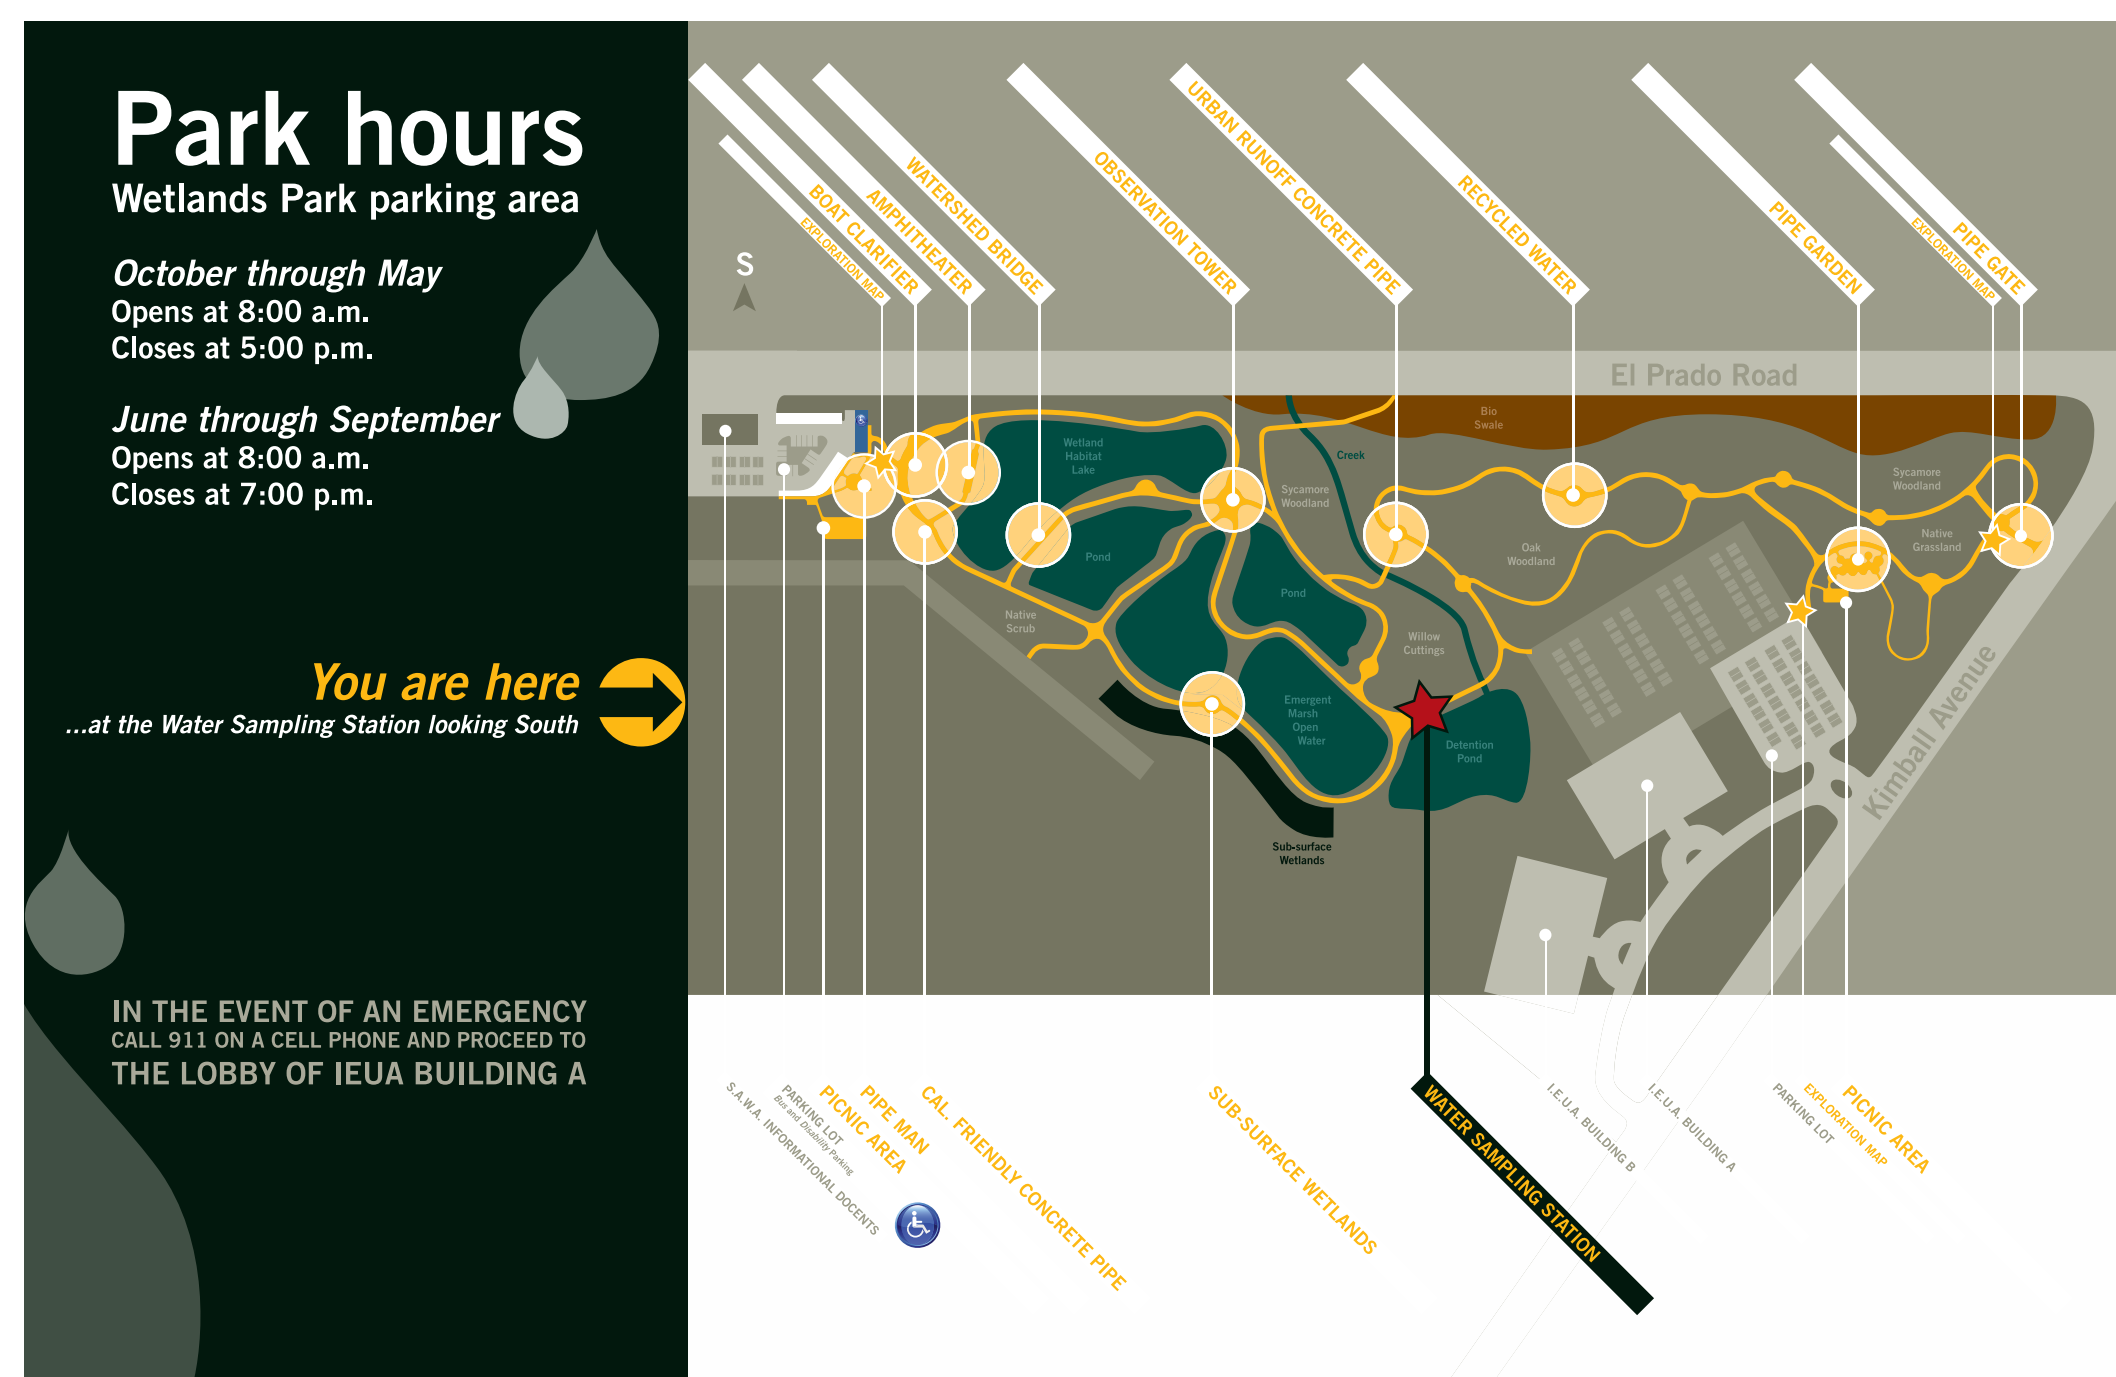 Park hours
Wetlands Park parking area
October through May
Opens at 8:00 a.m.
Closes at 5:00 p.m.
June through September
Opens at 8:00 a.m.
Closes at 7:00 p.m.
You are here
...at the Water Sampling Station looking South
IN THE EVENT OF AN EMERGENCY
CALL 911 ON A CELL PHONE AND PROCEED TO
THE LOBBY OF IEUA BUILDING A
S
EXPLORATION MAP
BOAT CLARIFIER
AMPHITHEATER
WATERSHED BRIDGE
OBSERVATION TOWER
URBAN RUNOFF CONCRETE PIPE
RECYCLED WATER
PIPE GARDEN
EXPLORATION MAP
PIPE GATE
El Prado Road
Bio
Swale
Wetland
Habitat
Lake
Creek
Sycamore
Woodland
Sycamore
Woodland
Native
Grassland
Oak
Woodland
Pond
Pond
Native
Scrub
Willow
Cuttings
Emergent
Marsh
Open
Water
Detention
Pond
Kimball Avenue
Sub-surface
Wetlands
S.A.W.A. INFORMATIONAL DOCENTS
PARKING LOT
Bus and Disability Parking
PICNIC AREA
PIPE MAN
CAL. FRIENDLY CONCRETE PIPE
SUB-SURFACE WETLANDS
WATER SAMPLING STATION
I.E.U.A. BUILDING B
I.E.U.A. BUILDING A
PARKING LOT
EXPLORATION MAP
PICNIC AREA